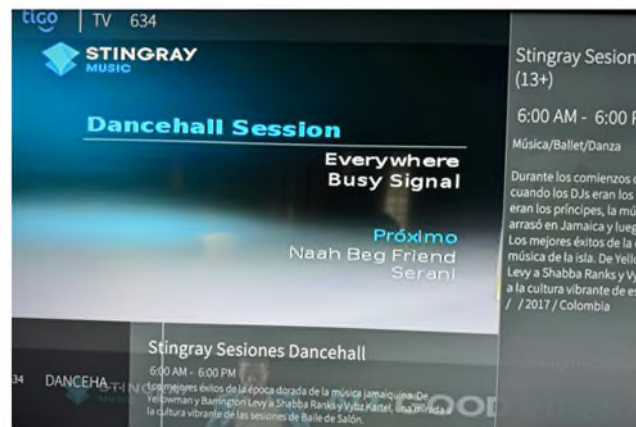 tigo | TV 634
STINGRAY
MUSIC
Dancehall Session
Everywhere
Busy Signal
Próximo
Naah Beg Friend
Serani
Stingray Sesion
(13+)
6:00 AM - 6:00 P
Música/Ballet/Danza
Durante los comienzos
cuando los DJs eran los
eran los príncipes, la mú
arrasó en Jamaica y lueg
Los mejores éxitos de la
música de la isla. De Yello
Levy a Shabba Ranks y Vy
a la cultura vibrante de es
/ / 2017 / Colombia
34 DANCEHA
Stingray Sesiones Dancehall
6:00 AM - 6:00 PM
Los mejores éxitos de la época dorada de la música jamaiquina. De
Yellowman y Barrington Levy a Shabba Ranks y Vybz Kartel, una mirada a
la cultura vibrante de las sesiones de Baile de Salón.
STINGRAY
GOOD